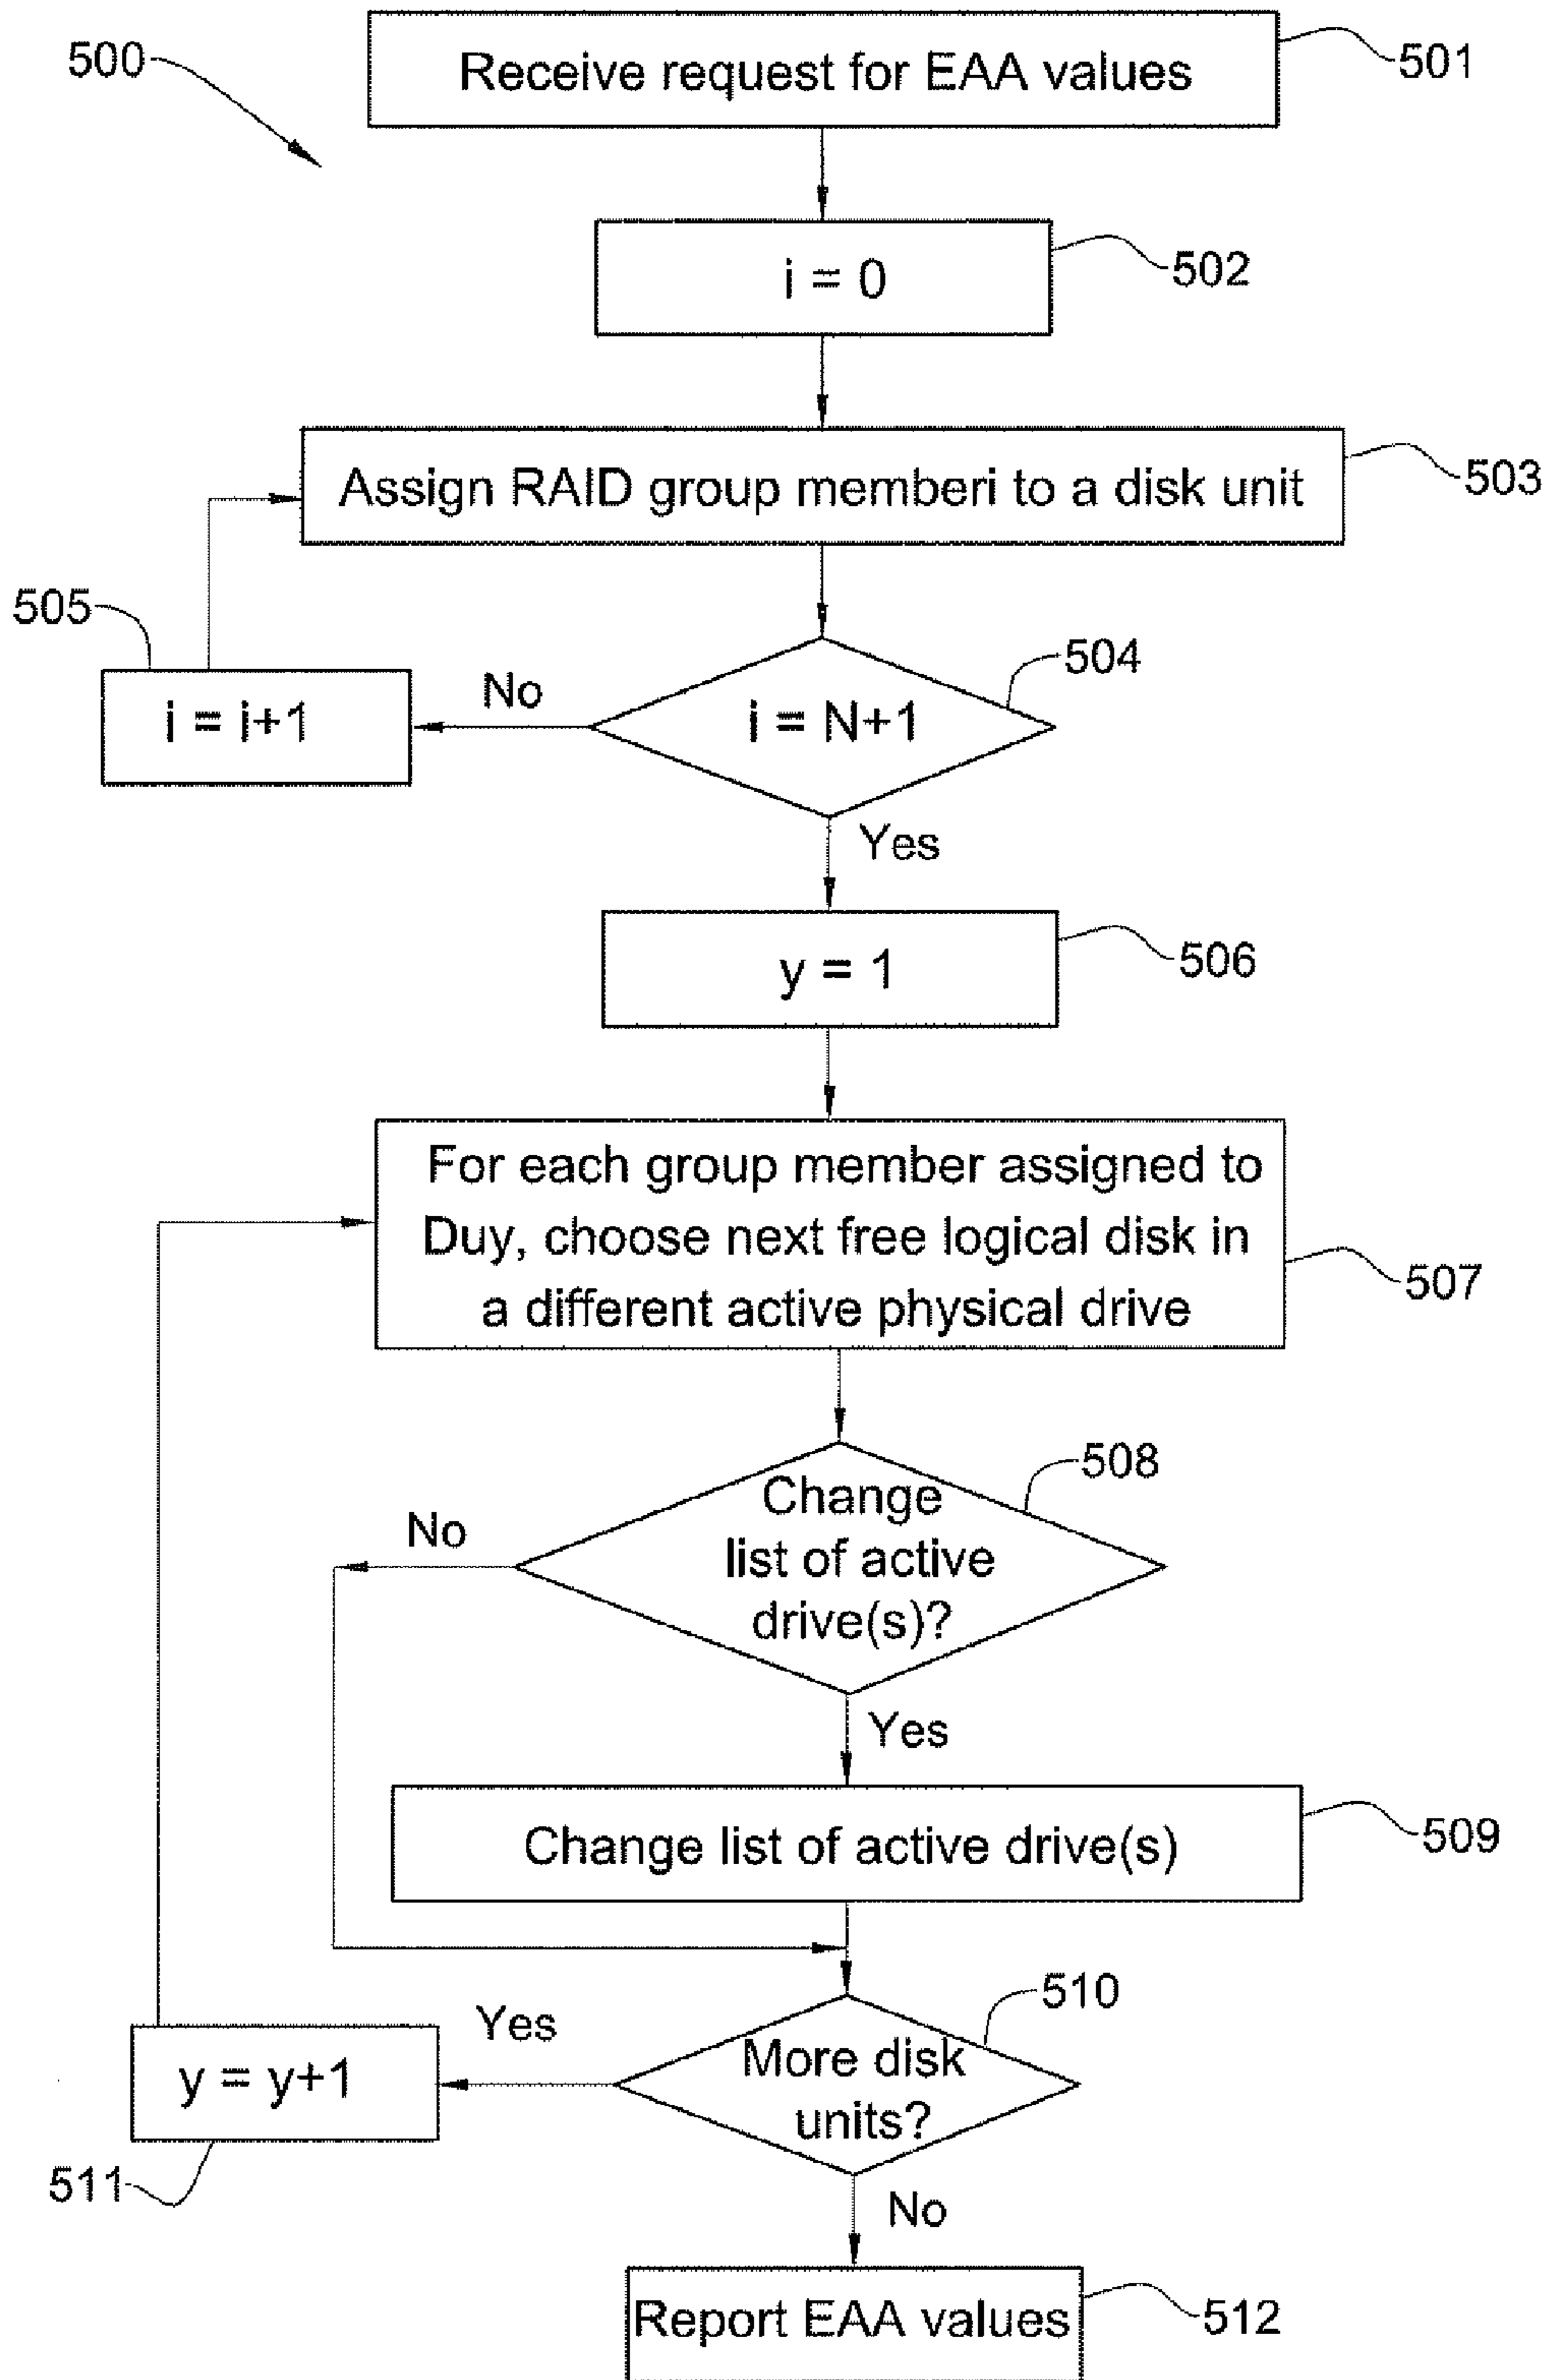 500
Receive request for EAA values
501
i = 0
502
Assign RAID group memberi to a disk unit
503
505
i = i+1
No
i = N+1
504
Yes
y = 1
506
For each group member assigned to
Duy, choose next free logical disk in
a different active physical drive
507
508
No
Change
list of active
drive(s)?
Yes
Change list of active drive(s)
509
510
Yes
More disk
units?
y = y+1
511
No
Report EAA values
512